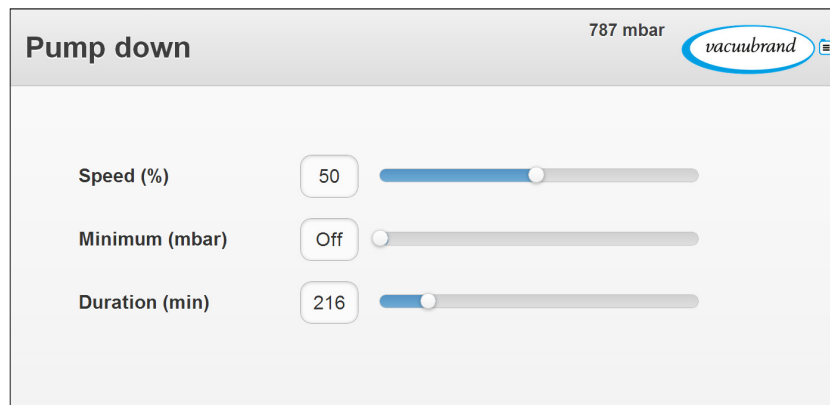 Pump down
787 mbar
vacuubrand
Speed (%)
50
Minimum (mbar)
Off
Duration (min)
216